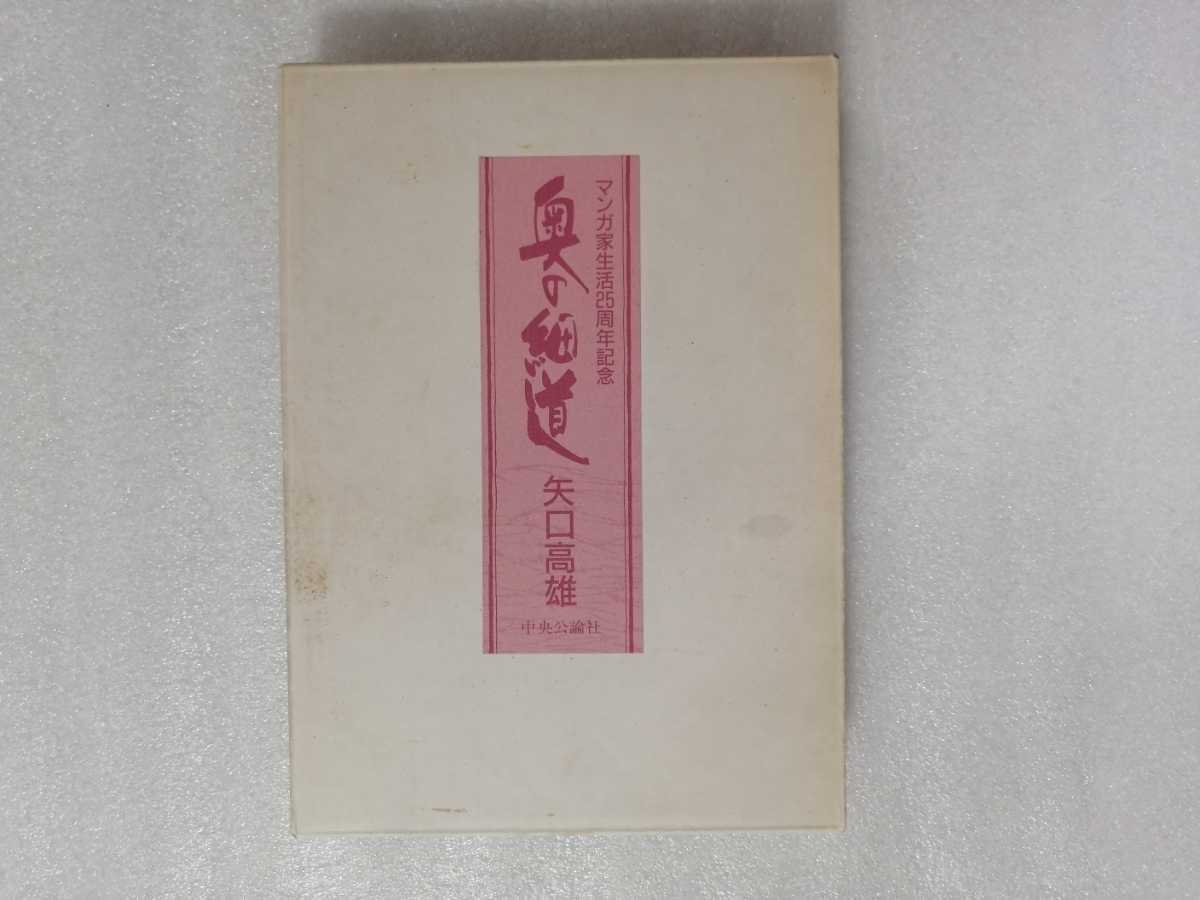 マンガ家生活25周年記念
奥の細道
矢口高雄
中央公論社